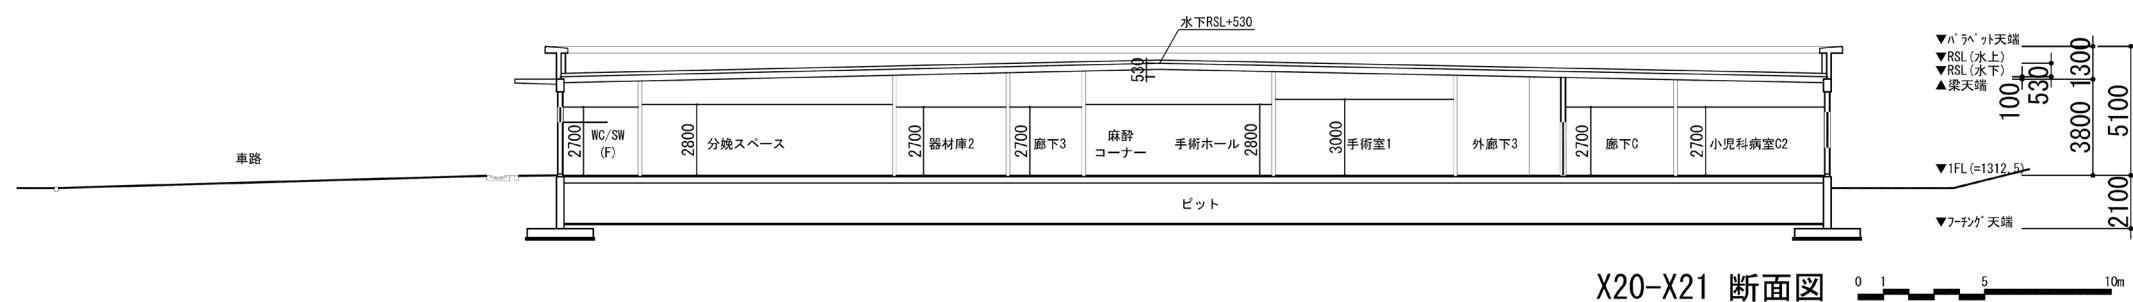 水下RSL+530
530
車路
2700
WC/SW
(F)
2800
分娩スペース
2700
器材庫2
2700
廊下3
麻酔
コーナー
手術ホール
2800
3000
手術室1
外廊下3
2700
廊下C
2700
小児科病室C2
ピット
▼パラペット天端
▼RSL(水上)
▼RSL(水下)
▲梁天端
▼1FL(=1312.5)
▼フーチング天端
100
530
1300
3800
5100
2100
X20-X21 断面図
0 1 5 10m